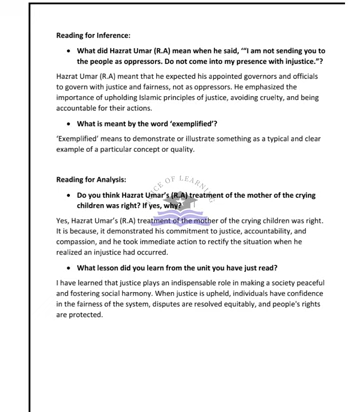 Reading for Inference:
• What did Hazrat Umar (R.A) mean when he said, '"I am not sending you to
the people as oppressors. Do not come into my presence with injustice."?
Hazrat Umar (R.A) meant that he expected his appointed governors and officials
to govern with justice and fairness, not as oppressors. He emphasized the
importance of upholding Islamic principles of justice, avoiding cruelty, and being
accountable for their actions.
• What is meant by the word 'exemplified'?
'Exemplified' means to demonstrate or illustrate something as a typical and clear
example of a particular concept or quality.
Reading for Analysis:
• Do you think Hazrat Umar's (R.A) treatment of the mother of the crying
children was right? If yes, why?
Yes, Hazrat Umar's (R.A) treatment of the mother of the crying children was right.
It is because, it demonstrated his commitment to justice, accountability, and
compassion, and he took immediate action to rectify the situation when he
realized an injustice had occurred.
• What lesson did you learn from the unit you have just read?
I have learned that justice plays an indispensable role in making a society peaceful
and fostering social harmony. When justice is upheld, individuals have confidence
in the fairness of the system, disputes are resolved equitably, and people's rights
are protected.